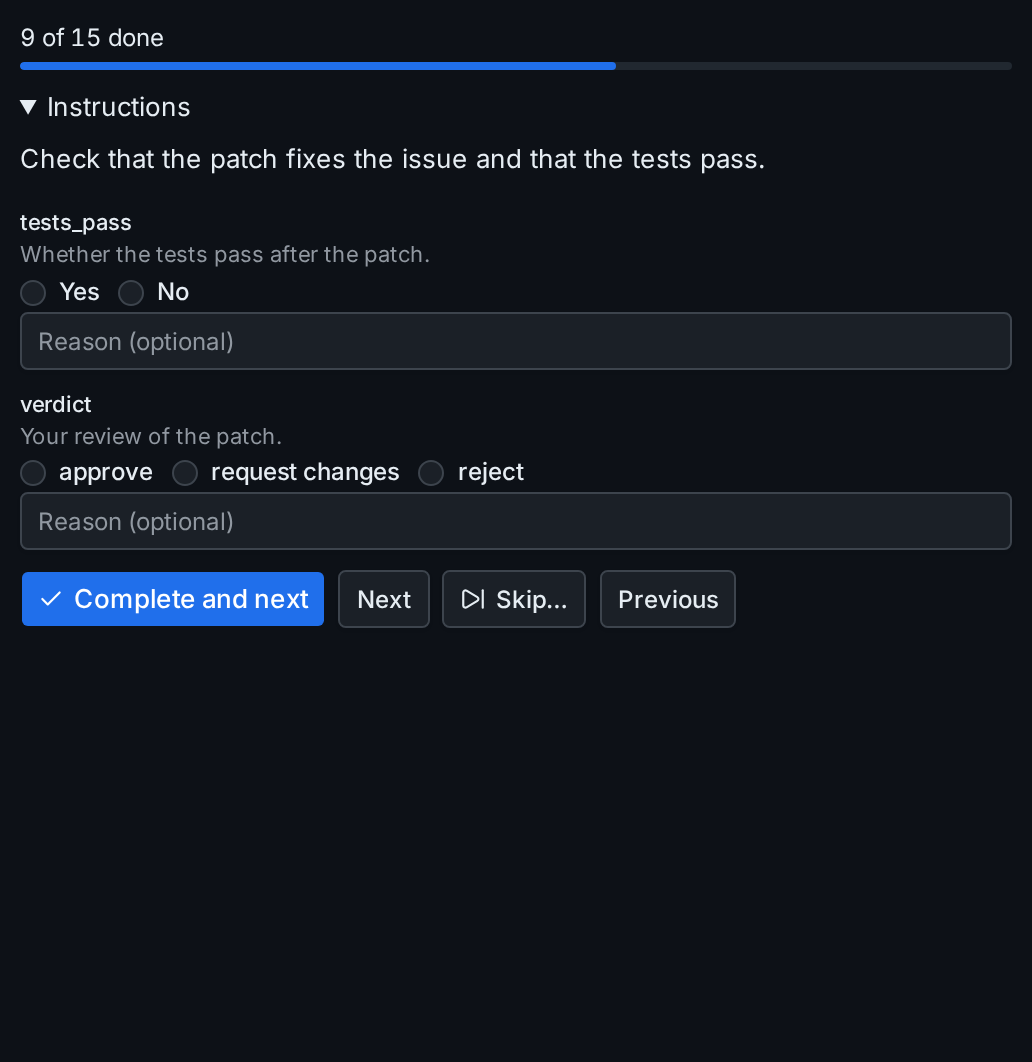 9 of 15 done
Instructions
Check that the patch fixes the issue and that the tests pass.
tests_pass
Whether the tests pass after the patch.
Yes No
Reason (optional)
verdict
Your review of the patch.
approve request changes reject
Reason (optional)
Complete and next Next Skip... Previous